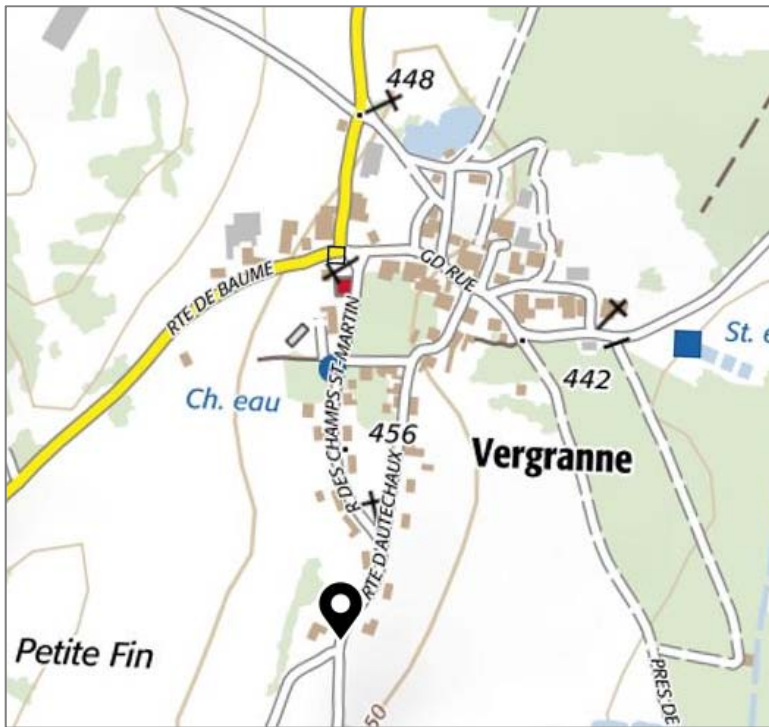 448
GD RUE
RTE DE BAUME
St. e
R DES CHAMPS ST-MARTIN
442
Ch. eau
456
Vergranne
RTE D'AUTECHAUX
Petite Fin
PRES DE
50